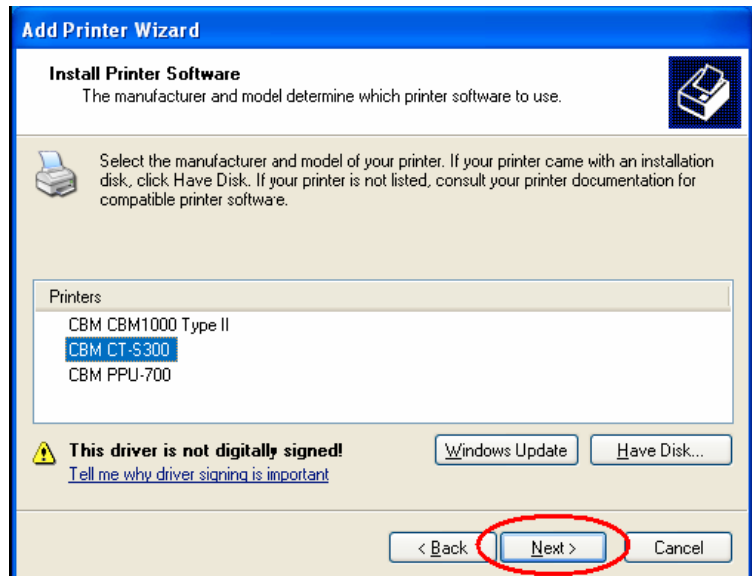 Add Printer Wizard
Install Printer Software
The manufacturer and model determine which printer software to use.
Select the manufacturer and model of your printer. If your printer came with an installation
disk, click Have Disk. If your printer is not listed, consult your printer documentation for
compatible printer software.
Printers
CBM CBM1000 Type II
CBM CT-S300
CBM PPU-700
This driver is not digitally signed!
Tell me why driver signing is important
Windows Update
Have Disk...
< Back
Next >
Cancel